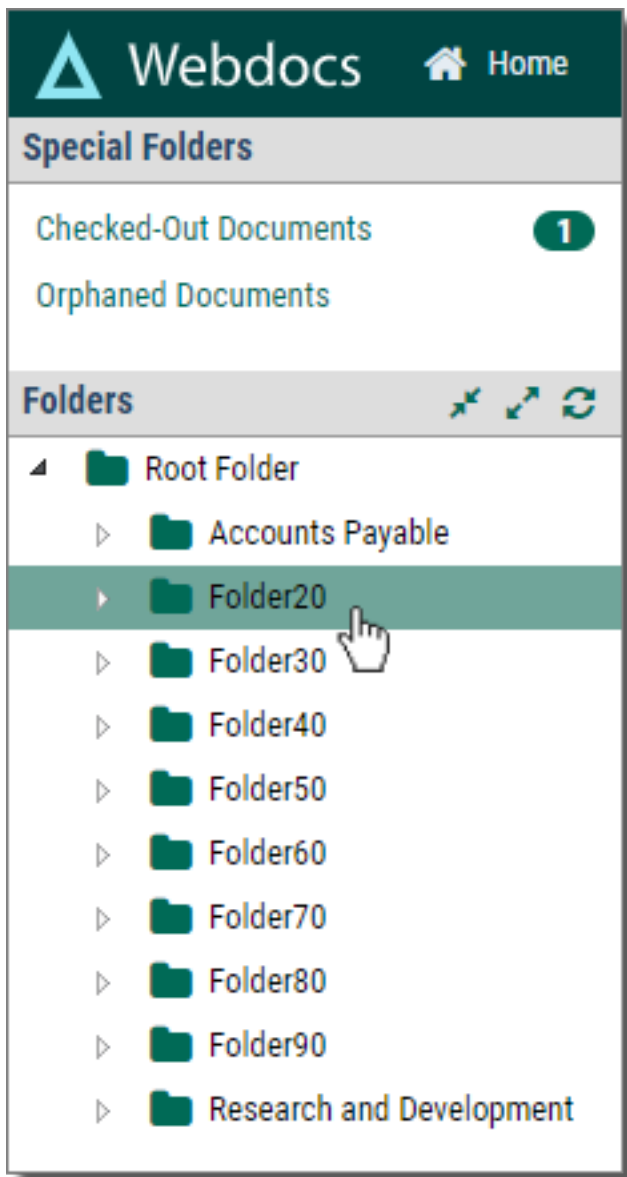 Webdocs Home
Special Folders
Checked-Out Documents 1
Orphaned Documents
Folders
Root Folder
Accounts Payable
Folder20
Folder30
Folder40
Folder50
Folder60
Folder70
Folder80
Folder90
Research and Development